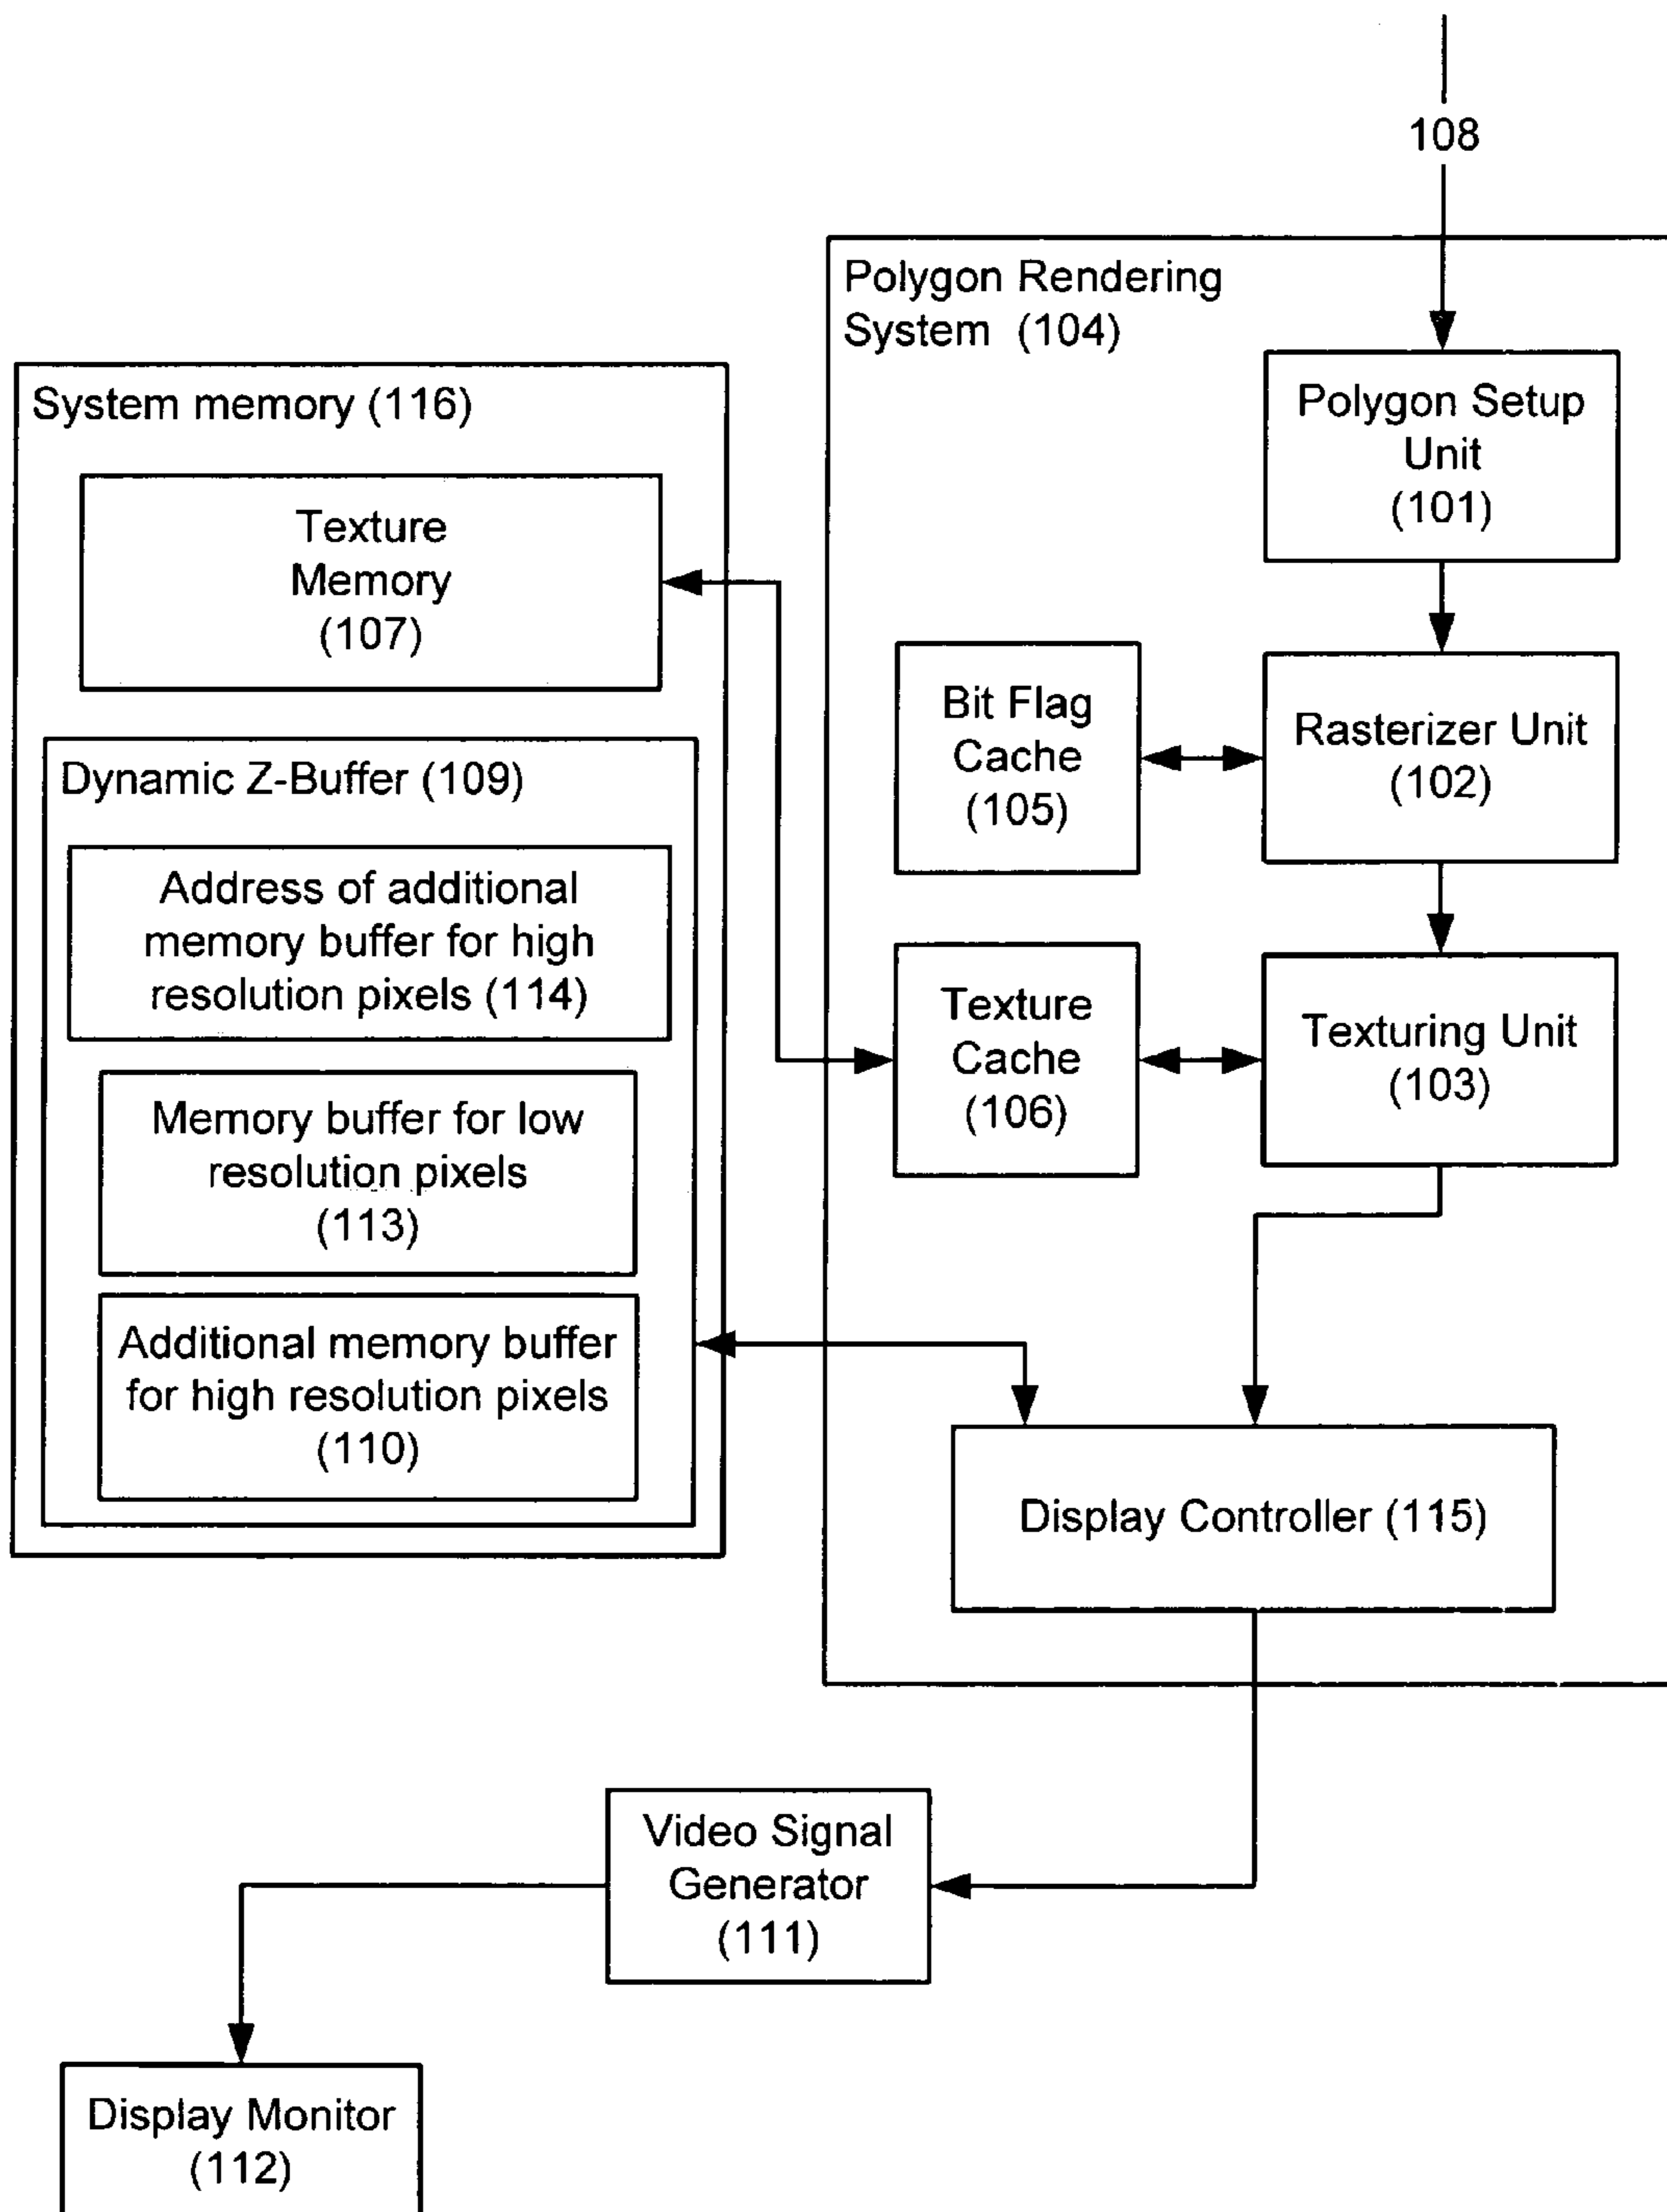 108
Polygon Rendering
System (104)
Polygon Setup
Unit
(101)
System memory (116)
Texture
Memory
(107)
Bit Flag
Cache
(105)
Rasterizer Unit
(102)
Dynamic Z-Buffer (109)
Address of additional
memory buffer for high
resolution pixels (114)
Texture
Cache
(106)
Texturing Unit
(103)
Memory buffer for low
resolution pixels
(113)
Additional memory buffer
for high resolution pixels
(110)
Display Controller (115)
Video Signal
Generator
(111)
Display Monitor
(112)